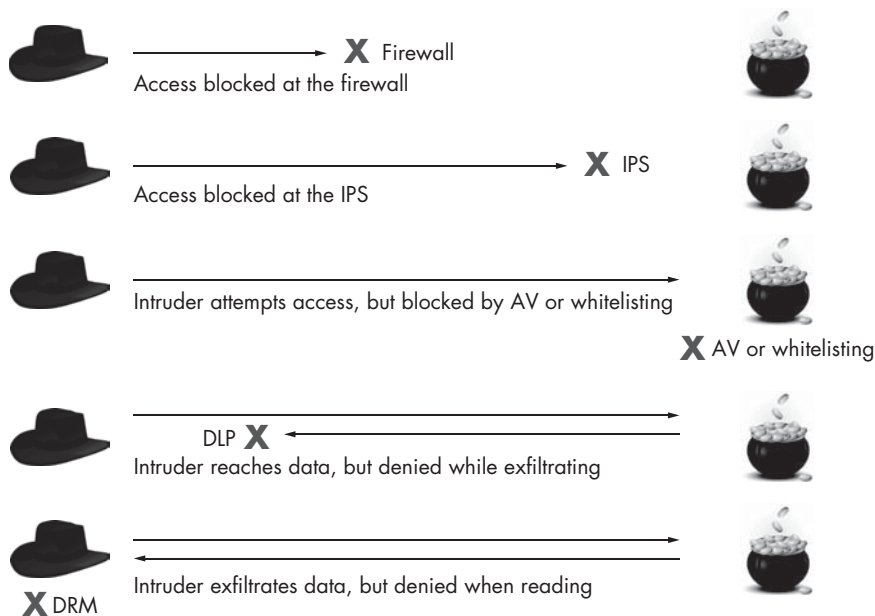 X Firewall
Access blocked at the firewall
X IPS
Access blocked at the IPS
Intruder attempts access, but blocked by AV or whitelisting
X AV or whitelisting
DLP X
Intruder reaches data, but denied while exfiltrating
Intruder exfiltrates data, but denied when reading
X DRM